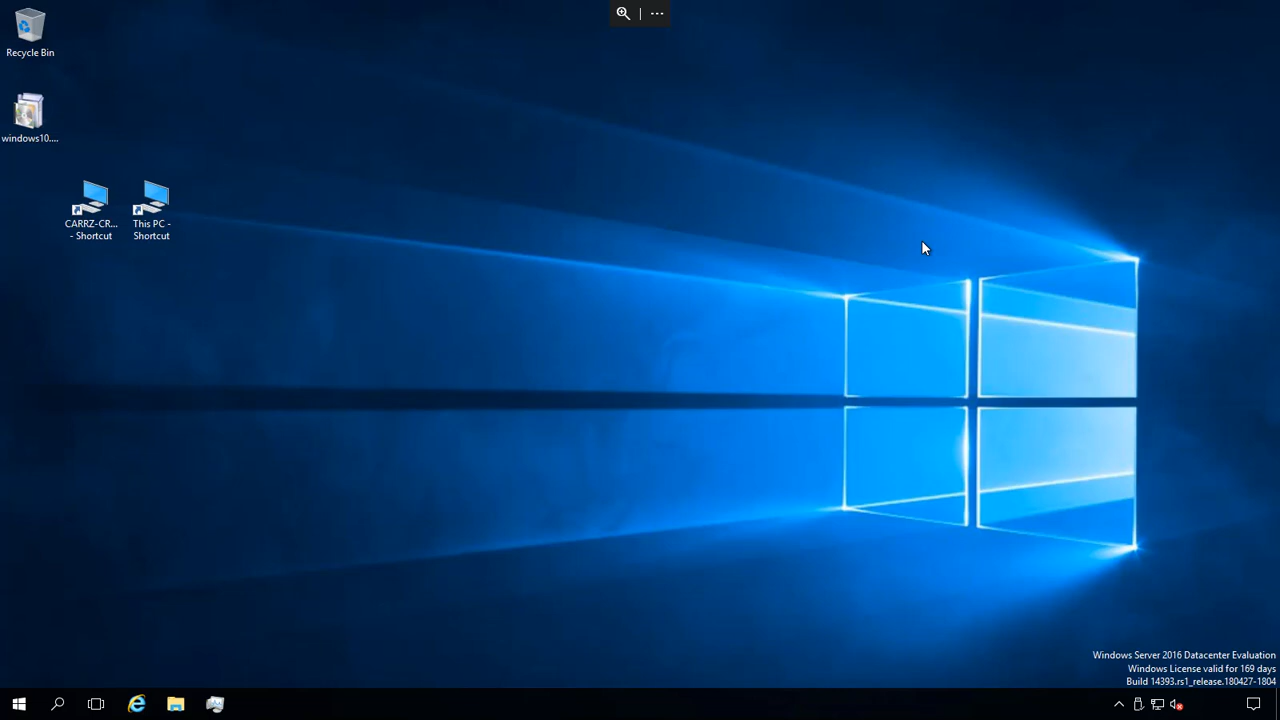 Recycle Bin
windows10....
CARRZ-CR...
- Shortcut
This PC -
Shortcut
Windows Server 2016 Datacenter Evaluation
Windows License valid for 169 days
Build 14393.rs1_release.180427-1804